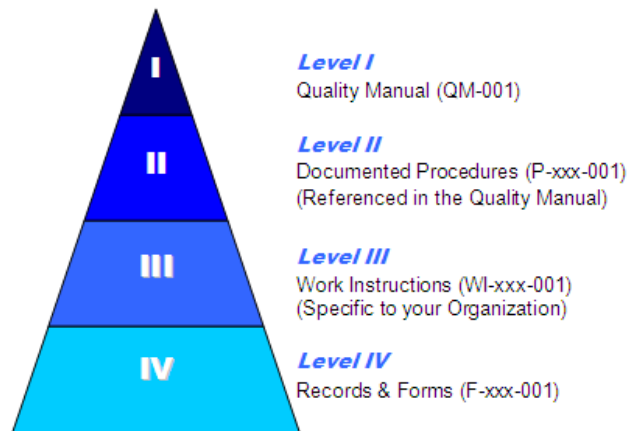 I
Level I
Quality Manual (QM-001)
II
Level II
Documented Procedures (P-xxx-001)
(Referenced in the Quality Manual)
III
Level III
Work Instructions (WI-xxx-001)
(Specific to your Organization)
IV
Level IV
Records & Forms (F-xxx-001)